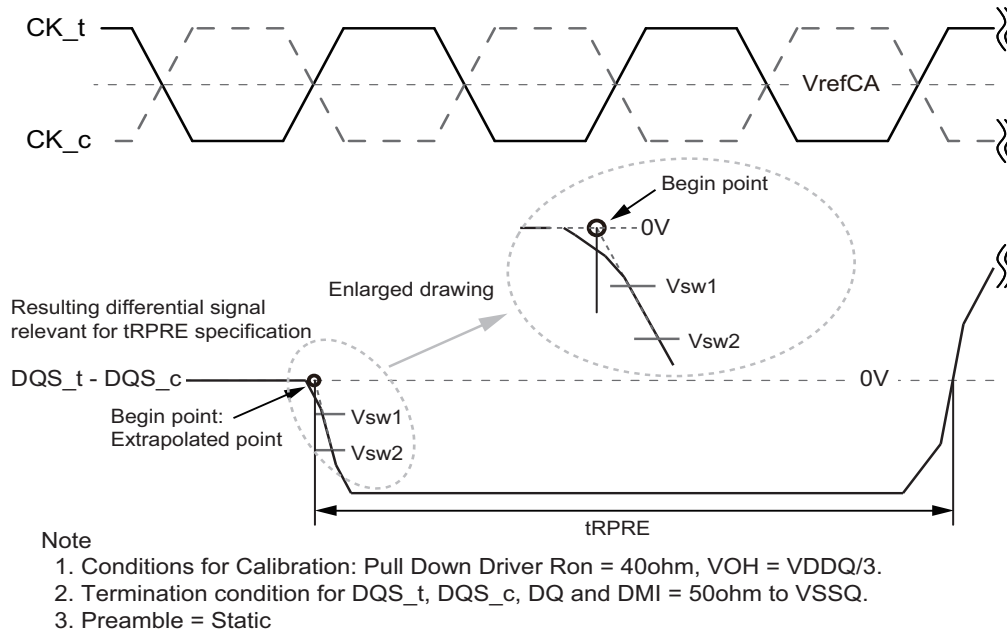 CK_t
VrefCA
CK_c
Begin point
0V
Vsw1
Vsw2
Enlarged drawing
Resulting differential signal
relevant for tRPRE specification
DQS_t - DQS_c
0V
Begin point:
Extrapolated point
Vsw1
Vsw2
tRPRE
Note
1. Conditions for Calibration: Pull Down Driver Ron = 40ohm, VOH = VDDQ/3.
2. Termination condition for DQS_t, DQS_c, DQ and DMI = 50ohm to VSSQ.
3. Preamble = Static